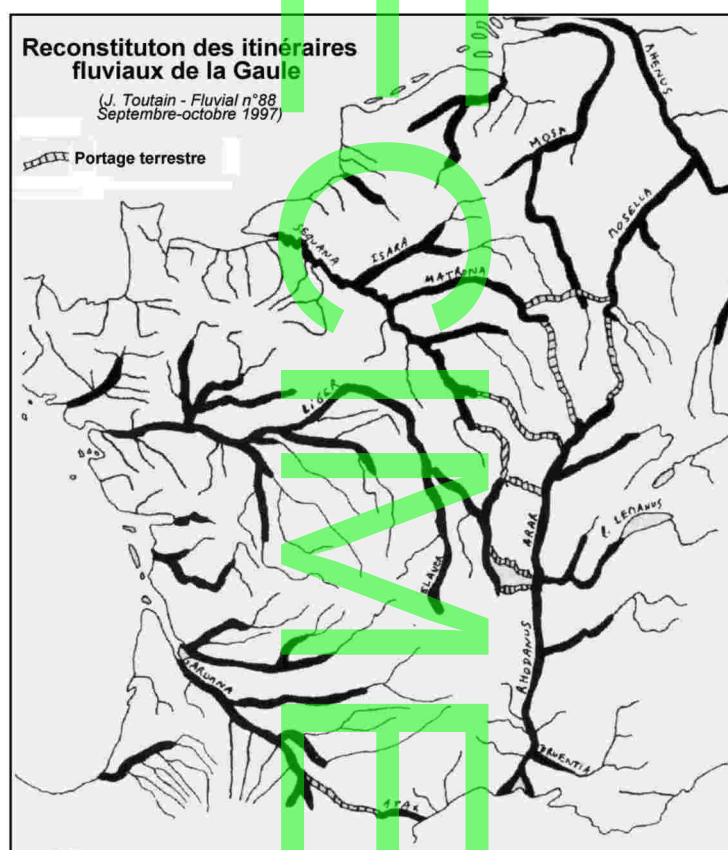 Reconstituton des itinéraires
fluviaux de la Gaule
(J. Toutain - Fluvial n°88
Septembre-octobre 1997)
Portage terrestre
RHENUS
MOSA
MOSELLA
SEQUANA
ISARA
MATRONA
LIGER
ELAVER
ARAR
L. LEMANUS
RHODANUS
DRUENTIA
ATAX
ECIME